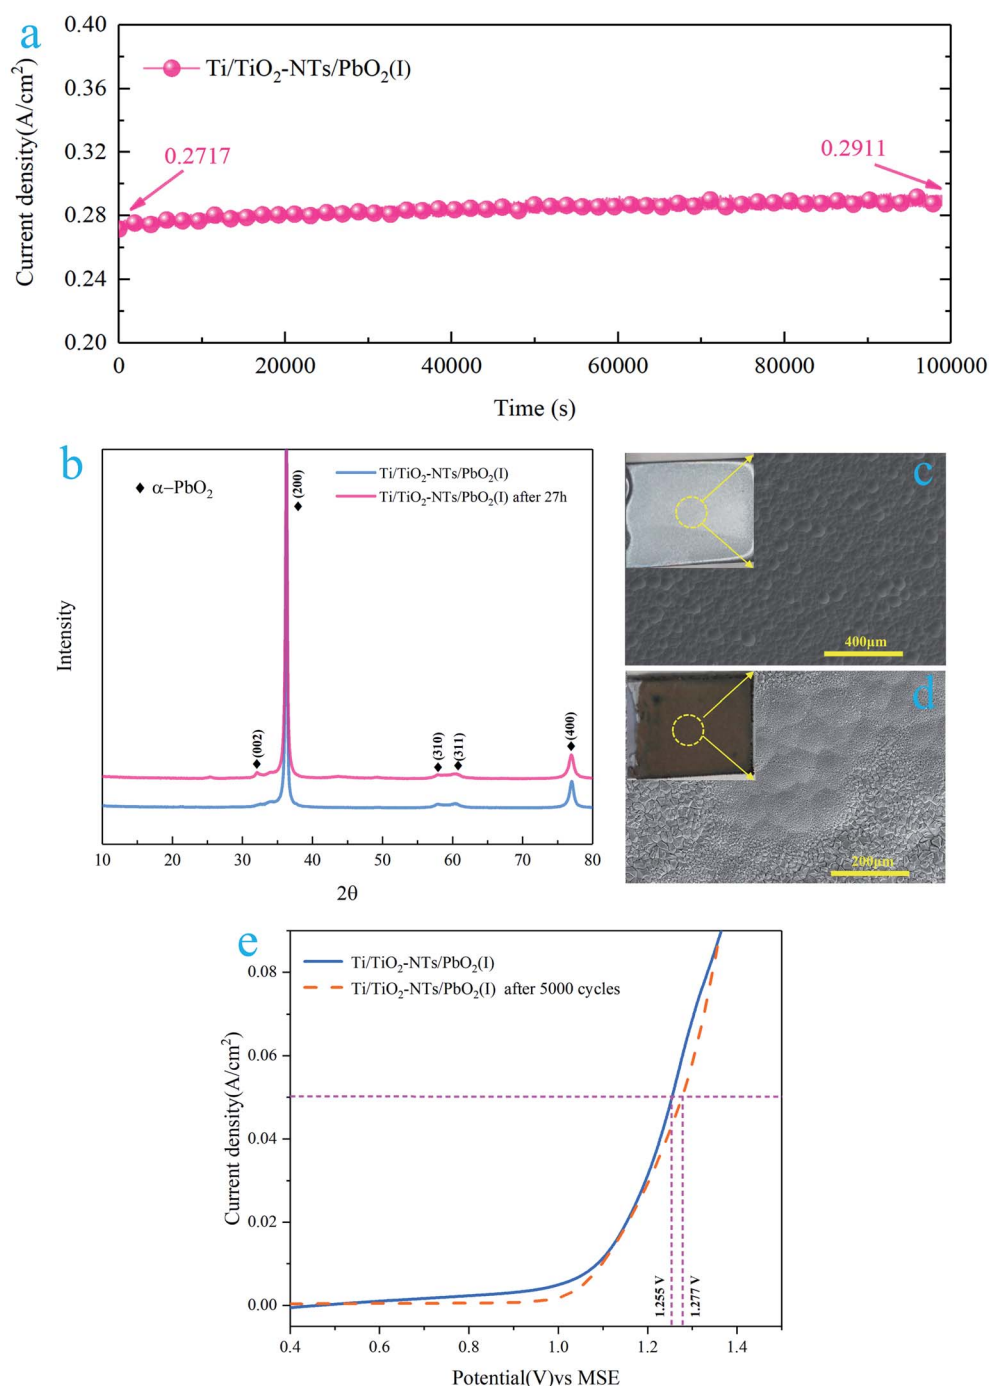 a
0.40
0.36
0.32
0.28
0.24
0.20
Current density(A/cm²)
Ti/TiO₂-NTs/PbO₂(I)
0.2717
0.2911
0
20000
40000
60000
80000
100000
Time (s)
b
α−PbO₂
Ti/TiO₂-NTs/PbO₂(I)
Ti/TiO₂-NTs/PbO₂(I) after 27h
(200)
(002)
(310)
(311)
(400)
Intensity
10
20
30
40
50
60
70
80
2θ
c
400μm
d
200μm
e
Ti/TiO₂-NTs/PbO₂(I)
Ti/TiO₂-NTs/PbO₂(I) after 5000 cycles
0.08
0.06
0.04
0.02
0.00
Current density(A/cm²)
1.255 V
1.277 V
0.4
0.6
0.8
1.0
1.2
1.4
Potential(V)vs MSE